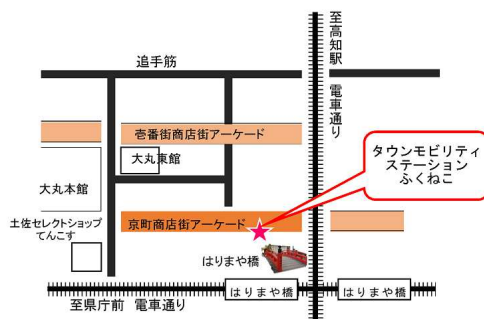 至高知駅
電車通り
追手筋
壱番街商店街アーケード
大丸東館
タウンモビリティ
ステーション
ふくねこ
大丸本館
京町商店街アーケード
土佐セレクトショップ
てんこす
はりまや橋
はりまや橋
はりまや橋
至県庁前 電車通り